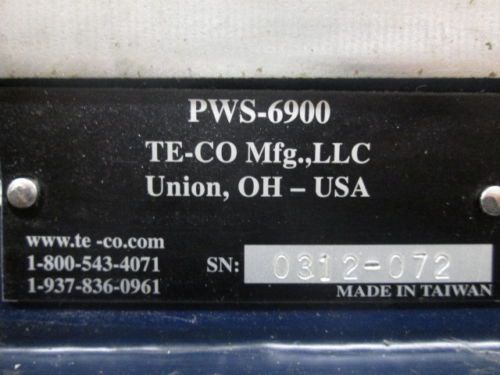 PWS-6900
TE-CO Mfg.,LLC
Union, OH – USA
www.te -co.com
1-800-543-4071 SN: 0312-072
1-937-836-0961 MADE IN TAIWAN